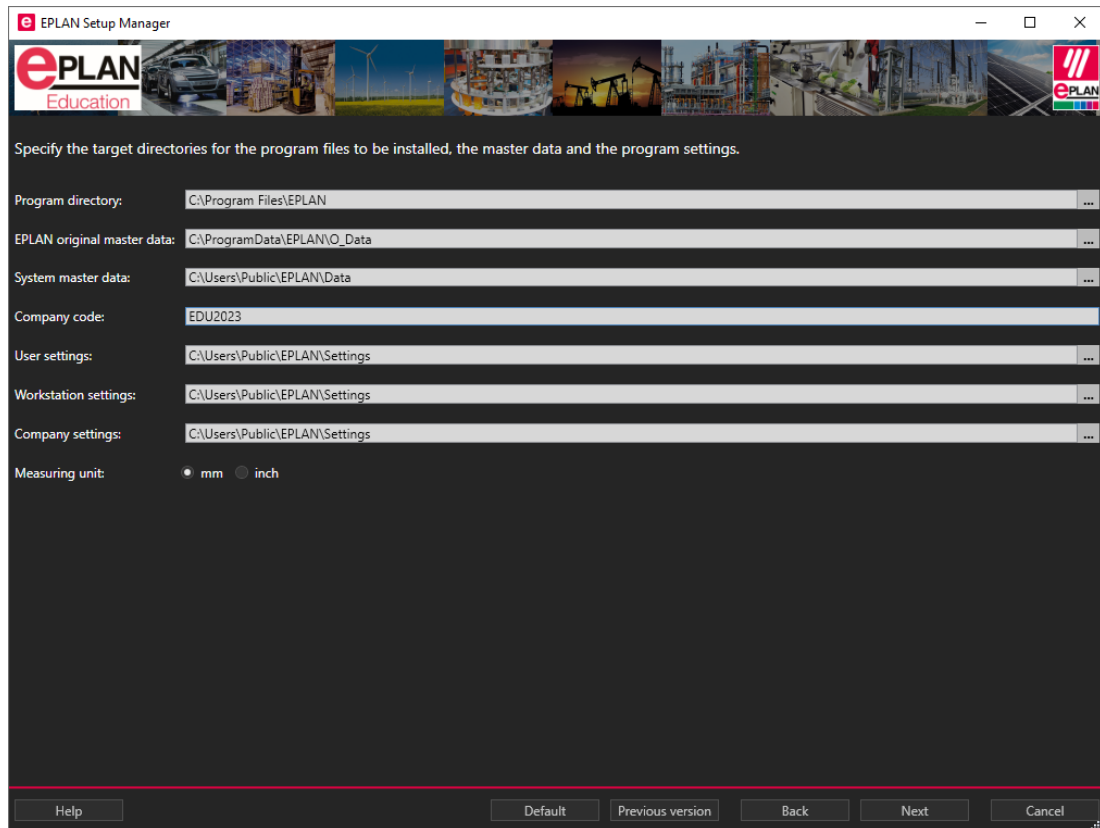 e EPLAN Setup Manager
ePLAN
Education
ePLAN
Specify the target directories for the program files to be installed, the master data and the program settings.
Program directory: C:\Program Files\EPLAN ...
EPLAN original master data: C:\ProgramData\EPLAN\O_Data ...
System master data: C:\Users\Public\EPLAN\Data ...
Company code: EDU2023
User settings: C:\Users\Public\EPLAN\Settings ...
Workstation settings: C:\Users\Public\EPLAN\Settings ...
Company settings: C:\Users\Public\EPLAN\Settings ...
Measuring unit: mm inch
Help Default Previous version Back Next Cancel